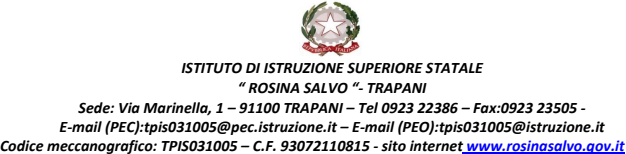 ISTITUTO DI ISTRUZIONE SUPERIORE STATALE
“ ROSINA SALVO “- TRAPANI
Sede: Via Marinella, 1 – 91100 TRAPANI – Tel 0923 22386 – Fax:0923 23505 -
E-mail (PEC):tpis031005@pec.istruzione.it – E-mail (PEO):tpis031005@istruzione.it
Codice meccanografico: TPIS031005 – C.F. 93072110815 - sito internet www.rosinasalvo.gov.it